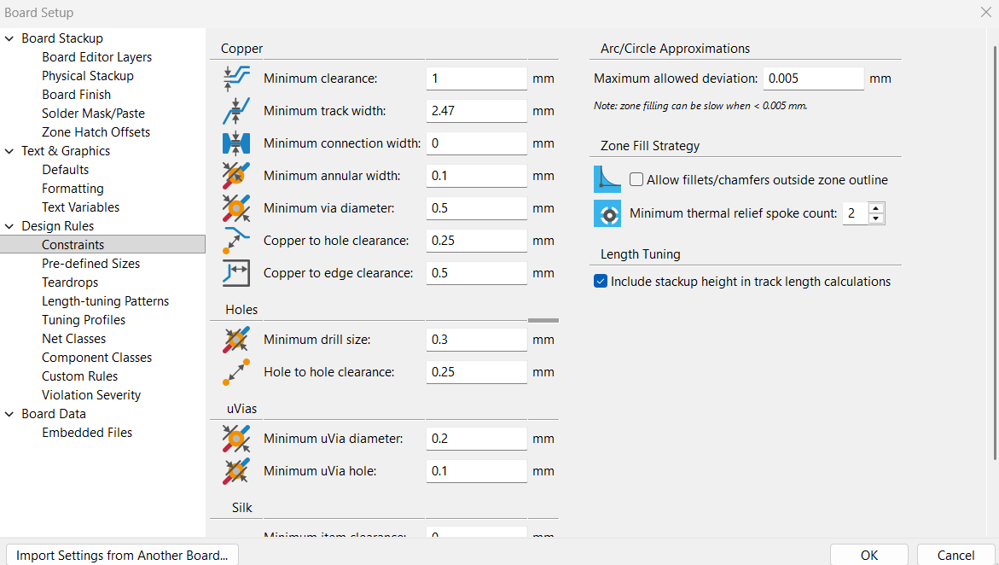 Board Setup
Board Stackup
Board Editor Layers
Physical Stackup
Board Finish
Solder Mask/Paste
Zone Hatch Offsets
Text & Graphics
Defaults
Formatting
Text Variables
Design Rules
Constraints
Pre-defined Sizes
Teardrops
Length-tuning Patterns
Tuning Profiles
Net Classes
Component Classes
Custom Rules
Violation Severity
Board Data
Embedded Files
Copper
Minimum clearance: 1 mm
Minimum track width: 2.47 mm
Minimum connection width: 0 mm
Minimum annular width: 0.1 mm
Minimum via diameter: 0.5 mm
Copper to hole clearance: 0.25 mm
Copper to edge clearance: 0.5 mm
Holes
Minimum drill size: 0.3 mm
Hole to hole clearance: 0.25 mm
uVias
Minimum uVia diameter: 0.2 mm
Minimum uVia hole: 0.1 mm
Silk
Minimum item clearance: 0 mm
Arc/Circle Approximations
Maximum allowed deviation: 0.005 mm
Note: zone filling can be slow when < 0.005 mm.
Zone Fill Strategy
Allow fillets/chamfers outside zone outline
Minimum thermal relief spoke count: 2
Length Tuning
Include stackup height in track length calculations
Import Settings from Another Board...
OK
Cancel